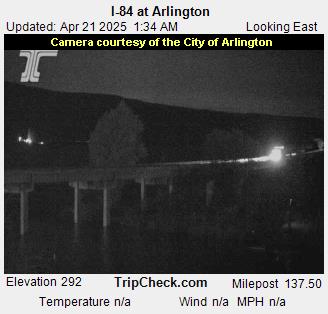 I-84 at Arlington
Updated: Apr 21 2025 1:34 AM Looking East
Camera courtesy of the City of Arlington
Elevation 292 TripCheck.com Milepost 137.50
Temperature n/a Wind n/a MPH n/a